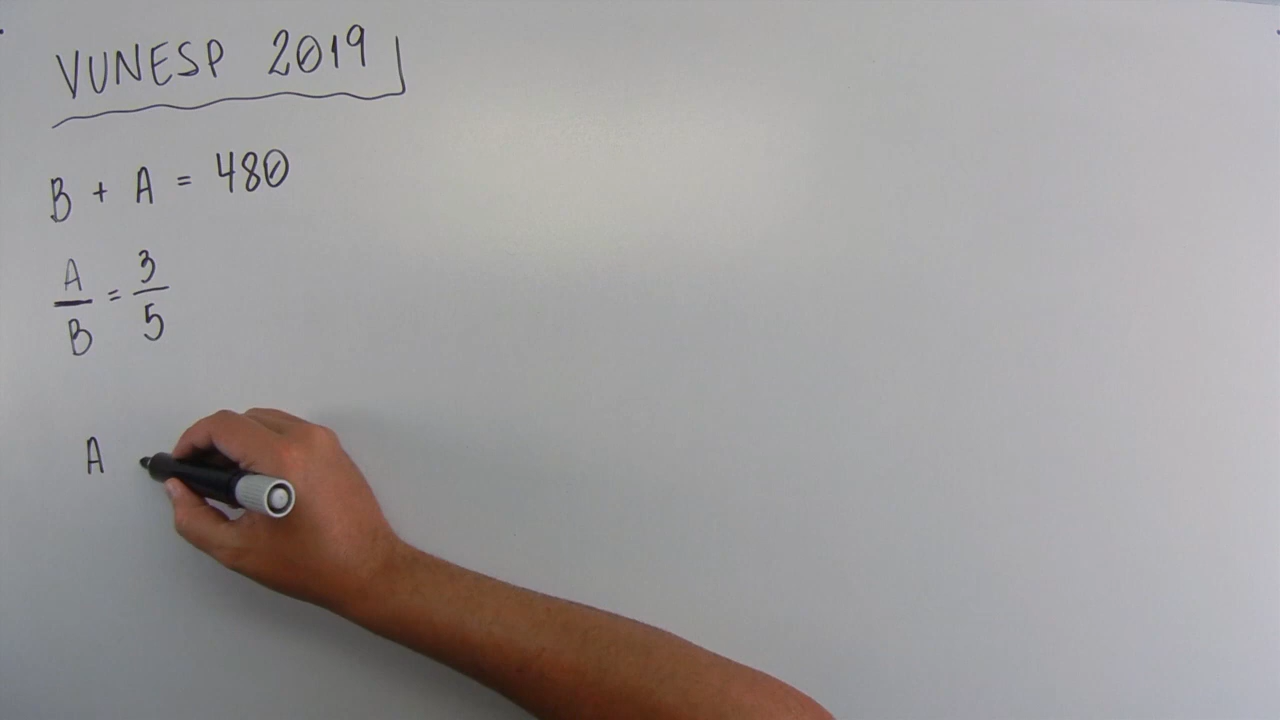 VUNESP 2019
B + A = 480
A/B = 3/5
A